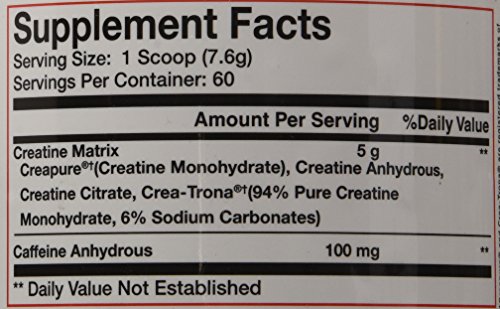 Supplement Facts
Serving Size: 1 Scoop (7.6g)
Servings Per Container: 60
Amount Per Serving %Daily Value
Creatine Matrix 5 g **
Creapure®†(Creatine Monohydrate), Creatine Anhydrous,
Creatine Citrate, Crea-Trona®†(94% Pure Creatine
Monohydrate, 6% Sodium Carbonates)
Caffeine Anhydrous 100 mg **
** Daily Value Not Established